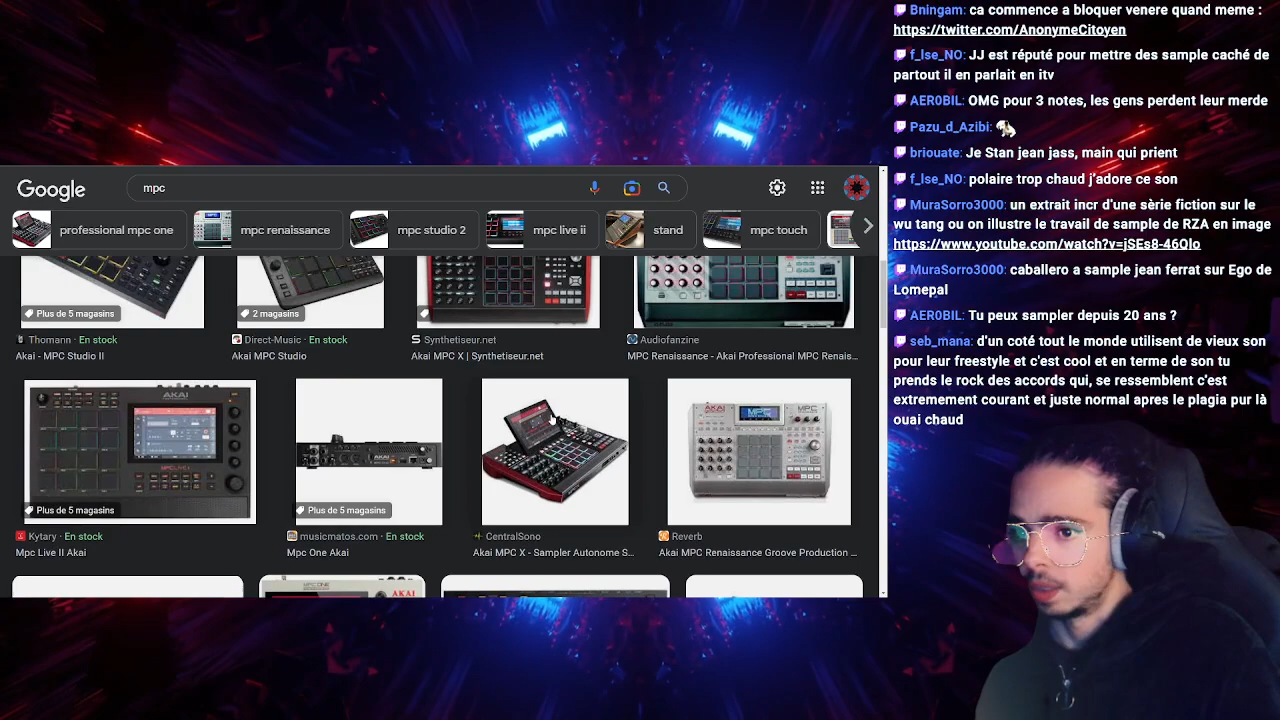 Bningam: ca commence a bloquer venere quand meme :
https://twitter.com/AnonymeCitoyen
f_lse_NO: JJ est réputé pour mettre des sample caché de
partout il en parlait en itv
AER0BIL: OMG pour 3 notes, les gens perdent leur merde
Pazu_d_Azibi:
briouate: Je Stan jean jass, main qui prient
f_lse_NO: polaire trop chaud j'adore ce son
MuraSorro3000: un extrait incr d'une sèrie fiction sur le
wu tang ou on illustre le travail de sample de RZA en image
https://www.youtube.com/watch?v=jSEs8-46Qlo
MuraSorro3000: caballero a sample jean ferrat sur Ego de
Lomepal
AER0BIL: Tu peux sampler depuis 20 ans ?
seb_mana: d'un coté tout le monde utilisent de vieux son
pour leur freestyle et c'est cool et en terme de son tu
prends le rock des accords qui, se ressemblent c'est
extremement courant et juste normal apres le plagia pur là
ouai chaud
Google
mpc
professional mpc one
mpc renaissance
mpc studio 2
mpc live ii
stand
mpc touch
Plus de 5 magasins
2 magasins
Thomann · En stock
Akai - MPC Studio II
Direct-Music · En stock
Akai MPC Studio
Synthetiseur.net
Akai MPC X | Synthetiseur.net
Audiofanzine
MPC Renaissance - Akai Professional MPC Renais...
AKAI
Plus de 5 magasins
Plus de 5 magasins
Kytary · En stock
Mpc Live II Akai
musicmatos.com · En stock
Mpc One Akai
CentralSono
Akai MPC X - Sampler Autonome S...
Reverb
Akai MPC Renaissance Groove Production ...
MPC ONE
AKAI